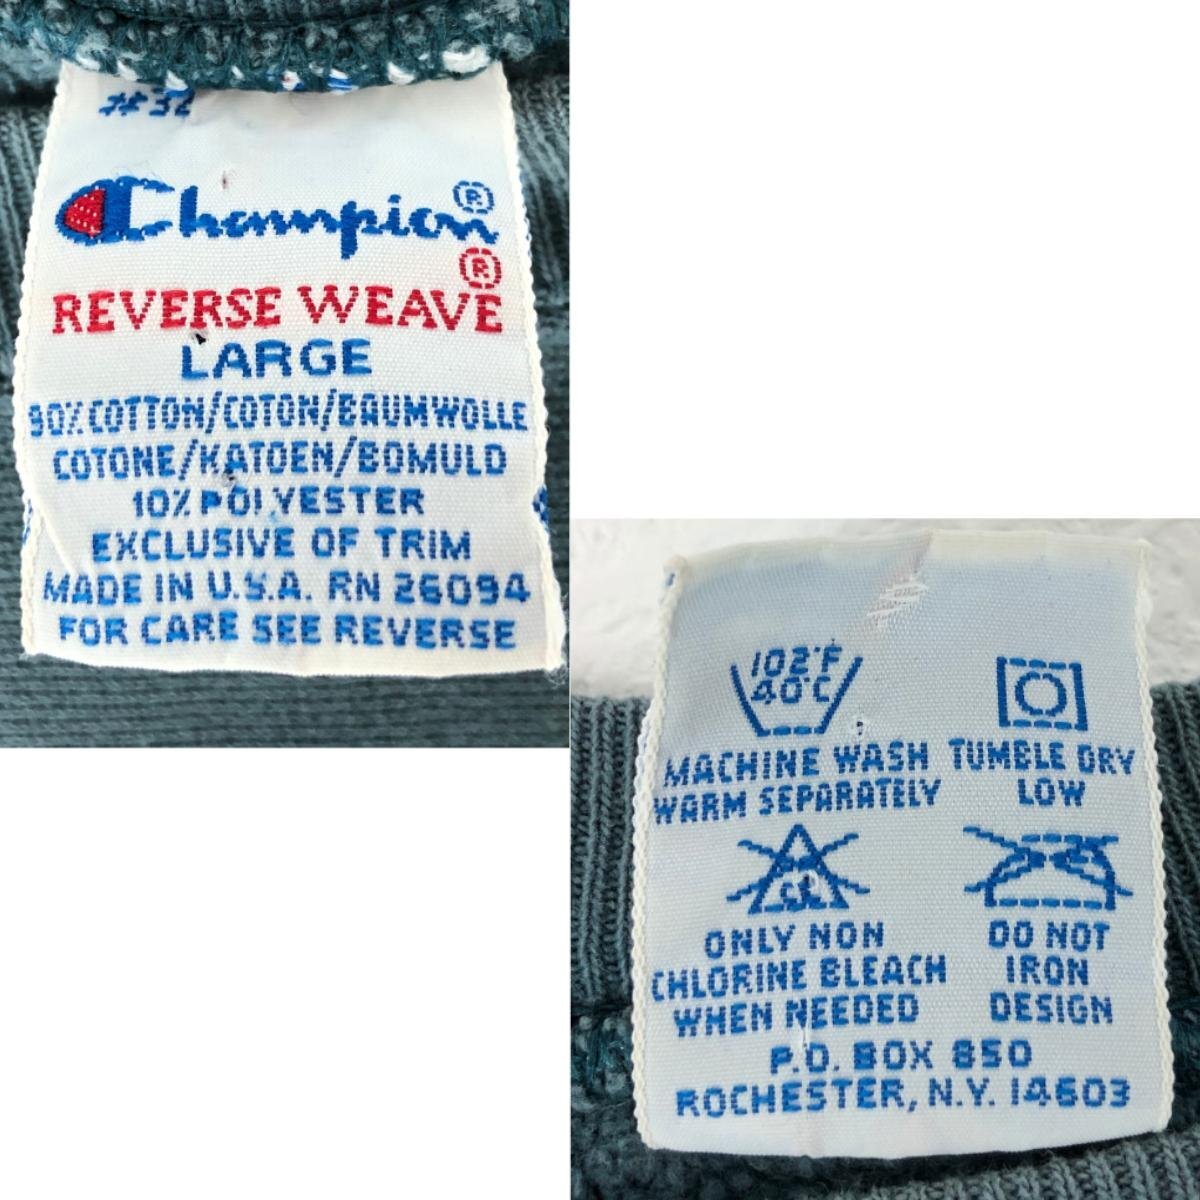 #32
Champion®
REVERSE WEAVE®
LARGE
90% COTTON/COTON/BAUMWOLLE
COTONE/KATOEN/BOMULD
10% POLYESTER
EXCLUSIVE OF TRIM
MADE IN U.S.A. RN 26094
FOR CARE SEE REVERSE
102°F
40°C
MACHINE WASH
WARM SEPARATELY
TUMBLE DRY
LOW
CL
ONLY NON
CHLORINE BLEACH
WHEN NEEDED
DO NOT
IRON
DESIGN
P.O. BOX 850
ROCHESTER, N.Y. 14603